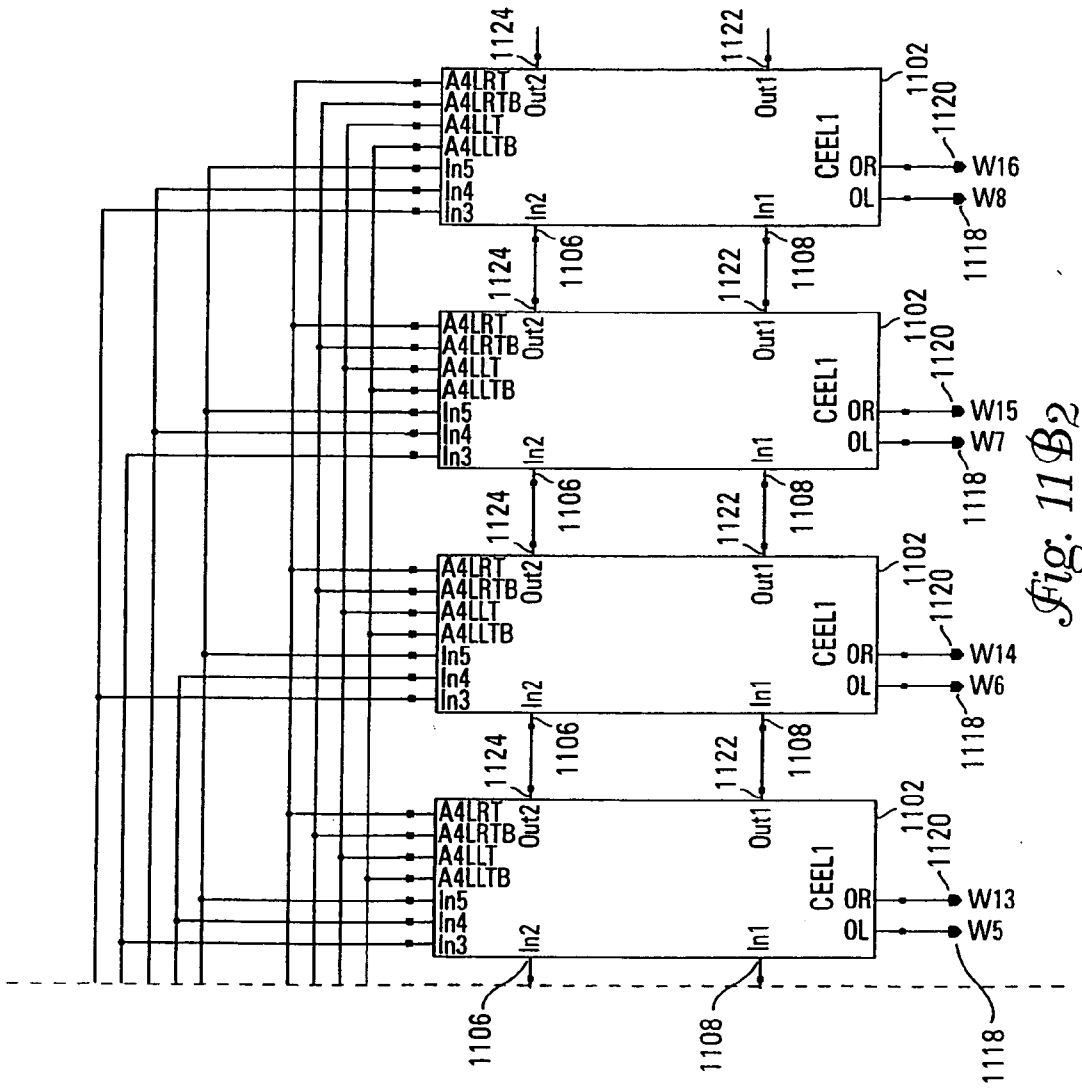 1106
1108
1118
In3
In4
In5
A4LLTB
A4LLT
A4LRTB
A4LRT
In2
Out2
In1
Out1
CEEL1
OL
OR
1102
1120
W5
W13
1124
1122
1106
1108
In3
In4
In5
A4LLTB
A4LLT
A4LRTB
A4LRT
In2
Out2
In1
Out1
CEEL1
OL
OR
1102
1120
1118
W6
W14
1124
1122
1106
1108
In3
In4
In5
A4LLTB
A4LLT
A4LRTB
A4LRT
In2
Out2
In1
Out1
CEEL1
OL
OR
1102
1120
1118
W7
W15
1124
1122
1106
1108
In3
In4
In5
A4LLTB
A4LLT
A4LRTB
A4LRT
In2
Out2
In1
Out1
CEEL1
OL
OR
1102
1120
1118
W8
W16
1124
1122
Fig. 11B2